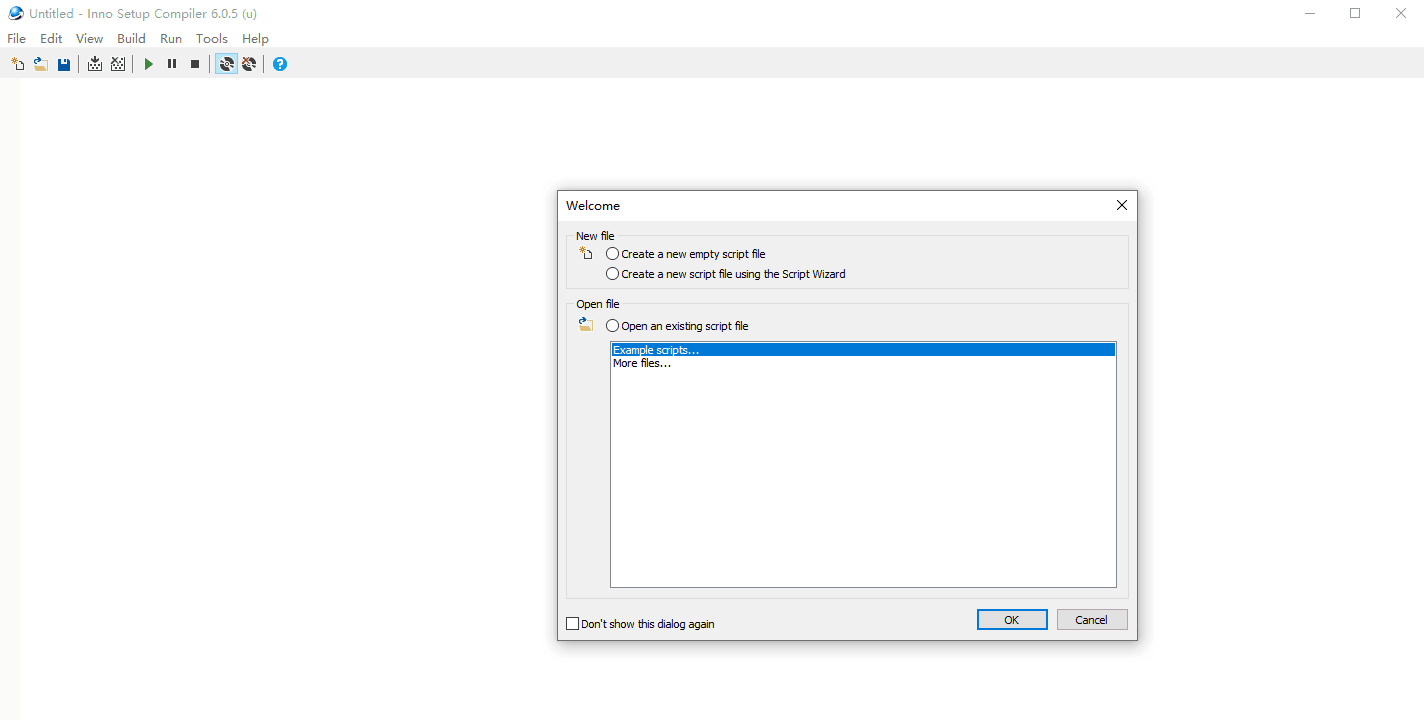 Untitled - Inno Setup Compiler 6.0.5 (u)
File Edit View Build Run Tools Help
Welcome
New file
Create a new empty script file
Create a new script file using the Script Wizard
Open file
Open an existing script file
Example scripts...
More files...
Don't show this dialog again
OK
Cancel